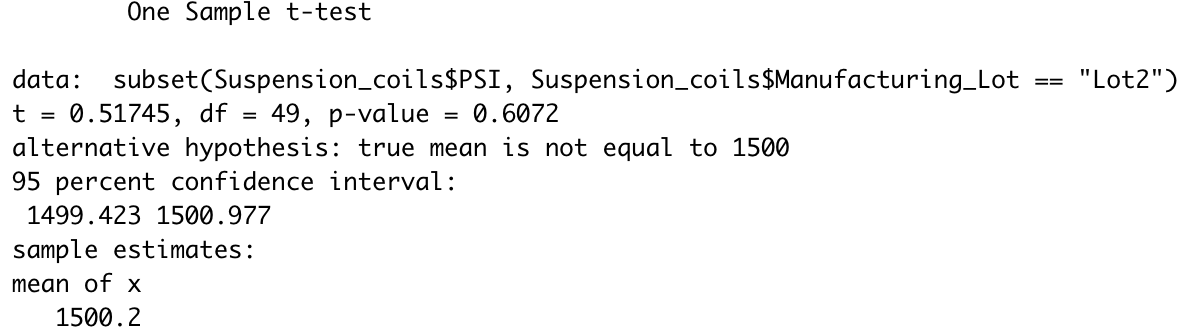 One Sample t-test
data:  subset(Suspension_coils$PSI, Suspension_coils$Manufacturing_Lot == "Lot2")
t = 0.51745, df = 49, p-value = 0.6072
alternative hypothesis: true mean is not equal to 1500
95 percent confidence interval:
1499.423 1500.977
sample estimates:
mean of x
1500.2